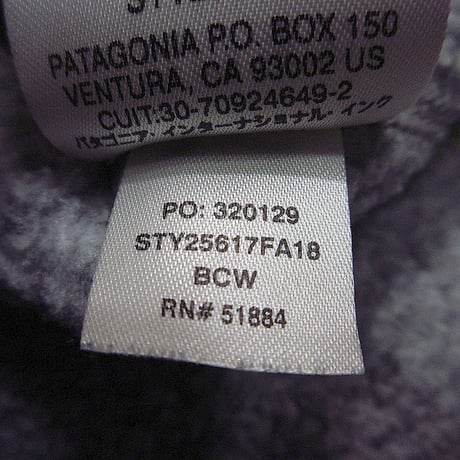 STY
PATAGONIA P.O. BOX 150
VENTURA, CA 93002 US
CUIT:30-70924649-2
パタゴニア･インターナショナル･インク
PO: 320129
STY25617FA18
BCW
RN# 51884